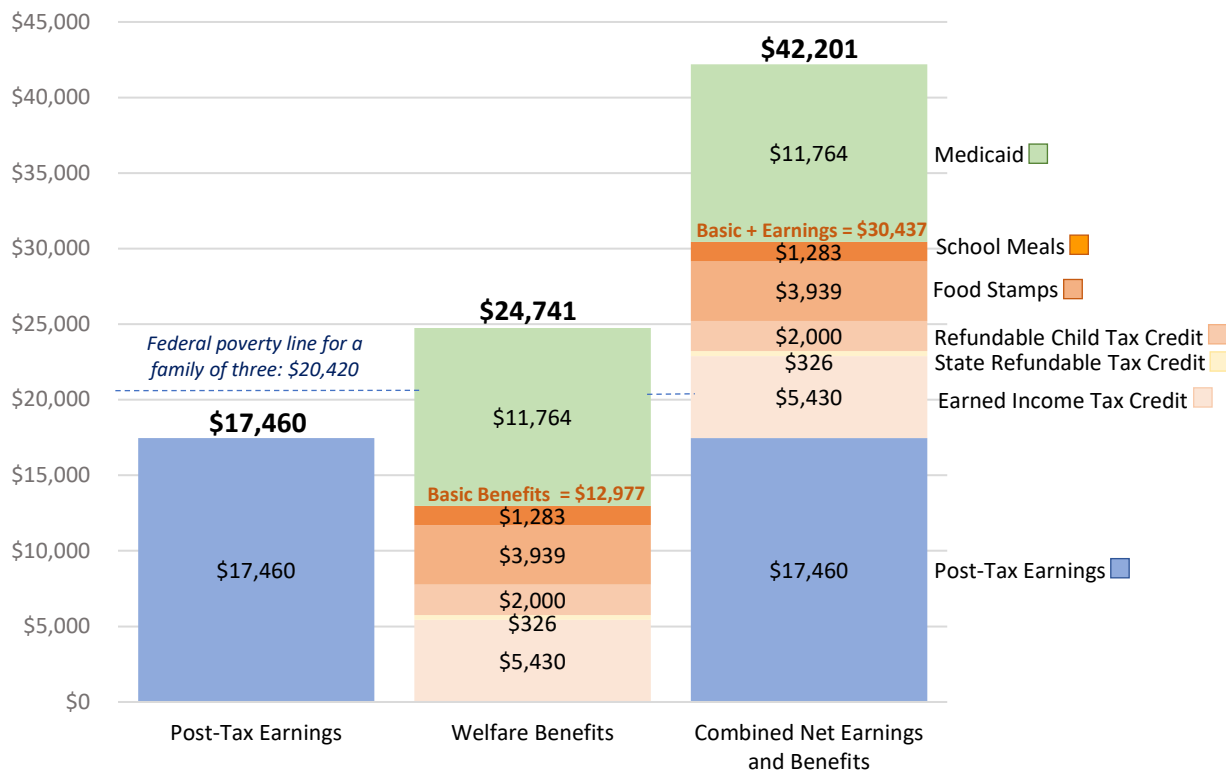 $45,000
$42,201
$40,000
$11,764
Medicaid
$35,000
Basic + Earnings = $30,437
$30,000
$1,283
School Meals
$3,939
Food Stamps
$25,000
$24,741
$2,000
Refundable Child Tax Credit
$326
State Refundable Tax Credit
Federal poverty line for a
family of three: $20,420
$20,000
$5,430
Earned Income Tax Credit
$17,460
$11,764
$15,000
Basic Benefits = $12,977
$1,283
$10,000
$3,939
$17,460
$17,460
Post-Tax Earnings
$2,000
$5,000
$326
$5,430
$0
Post-Tax Earnings
Welfare Benefits
Combined Net Earnings
and Benefits